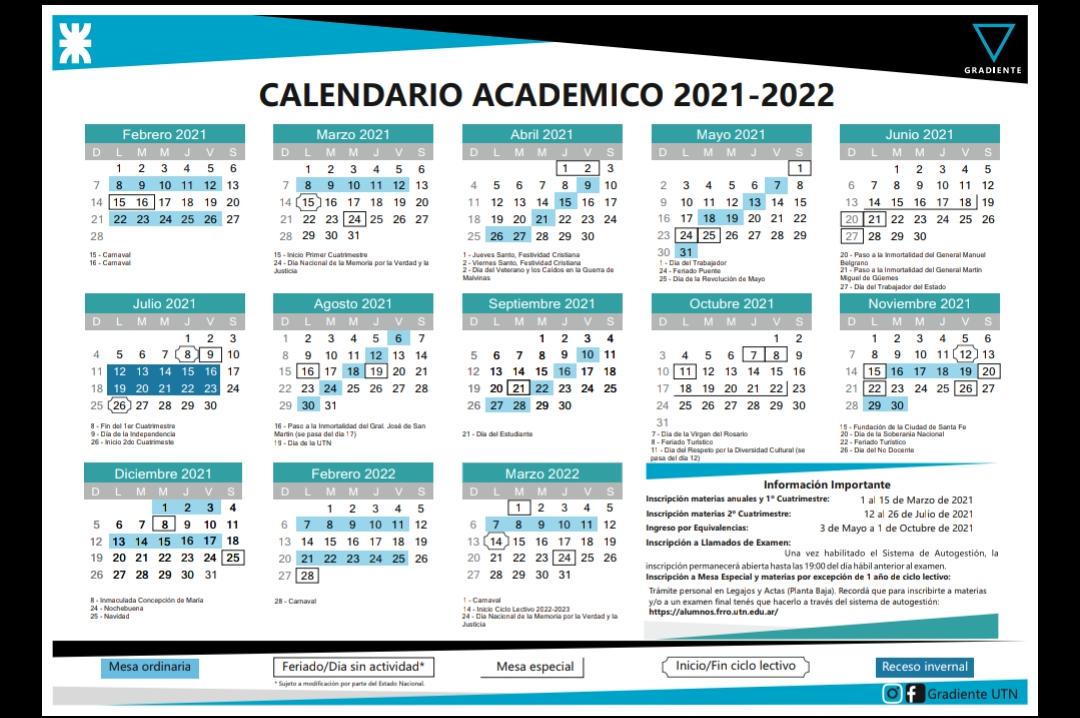 GRADIENTE
CALENDARIO ACADEMICO 2021-2022
Febrero 2021
D L M M J V S
1 2 3 4 5 6
7 8 9 10 11 12 13
14 15 16 17 18 19 20
21 22 23 24 25 26 27
28
15 - Carnaval
16 - Carnaval
Marzo 2021
D L M M J V S
1 2 3 4 5 6
7 8 9 10 11 12 13
14 15 16 17 18 19 20
21 22 23 24 25 26 27
28 29 30 31
15 - Inicio Primer Cuatrimestre
24 - Dia Nacional de la Memoria por la Verdad y la
Justicia
Abril 2021
D L M M J V S
1 2 3
4 5 6 7 8 9 10
11 12 13 14 15 16 17
18 19 20 21 22 23 24
25 26 27 28 29 30
1 - Jueves Santo, Festividad Cristiana
2 - Viernes Santo, Festividad Cristiana
2 - Dia del Veterano y los Caidos en la Guerra de
Malvinas
Mayo 2021
D L M M J V S
1
2 3 4 5 6 7 8
9 10 11 12 13 14 15
16 17 18 19 20 21 22
23 24 25 26 27 28 29
30 31
1 - Dia del Trabajador
24 - Feriado Puente
25 - Dia de la Revolución de Mayo
Junio 2021
D L M M J V S
1 2 3 4 5
6 7 8 9 10 11 12
13 14 15 16 17 18 19
20 21 22 23 24 25 26
27 28 29 30
20 - Paso a la Inmortalidad del General Manuel
Belgrano
21 - Paso a la Inmortalidad del General Martin
Miguel de Güemes
27 - Dia del Trabajador del Estado
Julio 2021
D L M M J V S
1 2 3
4 5 6 7 8 9 10
11 12 13 14 15 16 17
18 19 20 21 22 23 24
25 26 27 28 29 30
8 - Fin del 1er Cuatrimestre
9 - Día de la Independencia
26 - Inicio 2do Cuatrimeste
Agosto 2021
D L M M J V S
1 2 3 4 5 6 7
8 9 10 11 12 13 14
15 16 17 18 19 20 21
22 23 24 25 26 27 28
29 30 31
16 - Paso a la Inmortalidad del Gral. José de San
Martin (se pasa del dia 17)
19 - Dia de la UTN
Septiembre 2021
D L M M J V S
1 2 3 4
5 6 7 8 9 10 11
12 13 14 15 16 17 18
19 20 21 22 23 24 25
26 27 28 29 30
21 - Dia del Estudiante
Octubre 2021
D L M M J V S
1 2
3 4 5 6 7 8 9
10 11 12 13 14 15 16
17 18 19 20 21 22 23
24 25 26 27 28 29 30
31
7 - Dia de la Virgen del Rosario
8 - Feriado Turistico
11 - Dia del Respeto por la Diversidad Cultural (se
pasa del día 12)
Noviembre 2021
D L M M J V S
1 2 3 4 5 6
7 8 9 10 11 12 13
14 15 16 17 18 19 20
21 22 23 24 25 26 27
28 29 30
15 - Fundación de la Ciudad de Santa Fe
20 - Dia de la Soberania Nacional
22 - Feriado Turistico
26 - Dia del No Docente
Diciembre 2021
D L M M J V S
1 2 3 4
5 6 7 8 9 10 11
12 13 14 15 16 17 18
19 20 21 22 23 24 25
26 27 28 29 30 31
8 - Inmaculada Concepción de María
24 - Nochebuena
25 - Navidad
Febrero 2022
D L M M J V S
1 2 3 4 5
6 7 8 9 10 11 12
13 14 15 16 17 18 19
20 21 22 23 24 25 26
27 28
28 - Carnaval
Marzo 2022
D L M M J V S
1 2 3 4 5
6 7 8 9 10 11 12
13 14 15 16 17 18 19
20 21 22 23 24 25 26
27 28 29 30 31
1 - Carnaval
14 - Inicio Ciclo Lectivo 2022-2023
24 - Dia Nacional de la Memoria por la Verdad y la
Justicia
Información Importante
Inscripción materias anuales y 1º Cuatrimestre: 1 al 15 de Marzo de 2021
Inscripción materias 2º Cuatrimestre: 12 al 26 de Julio de 2021
Ingreso por Equivalencias: 3 de Mayo a 1 de Octubre de 2021
Inscripción a Llamados de Examen:
Una vez habilitado el Sistema de Autogestión, la
inscripción permanecerá abierta hasta las 19:00 del día hábil anterior al examen.
Inscripción a Mesa Especial y materias por excepción de 1 año de ciclo lectivo:
Trámite personal en Legajos y Actas (Planta Baja). Recordá que para inscribirte a materias
y/o a un examen final tenés que hacerlo a través del sistema de autogestión:
https://alumnos.frro.utn.edu.ar/
Mesa ordinaria
Feriado/Dia sin actividad*
* Sujeto a modificación por parte del Estado Nacional.
Mesa especial
Inicio/Fin ciclo lectivo
Receso invernal
Gradiente UTN